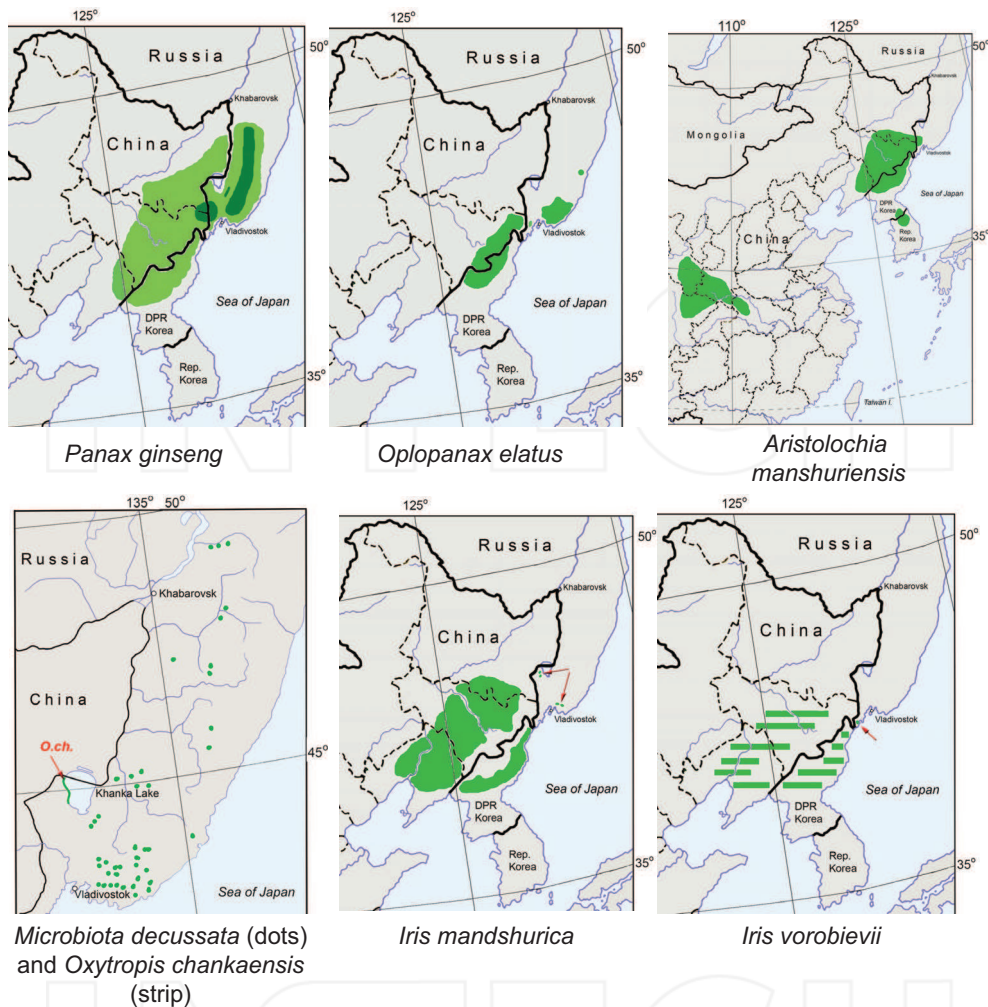 125°
50°
Russia
Khabarovsk
China
Vladivostok
Sea of Japan
DPR
Korea
Rep.
Korea
35°
Panax ginseng
125°
50°
Russia
Khabarovsk
China
Vladivostok
Sea of Japan
DPR
Korea
Rep.
Korea
35°
Oplopanax elatus
110°
125°
50°
Russia
Khabarovsk
Mongolia
Vladivostok
Sea of Japan
DPR
Korea
Rep.
Korea
China
35°
Taiwan I.
Aristolochia
manshuriensis
135° 50°
Russia
Khabarovsk
China
O.ch.
45°
Khanka Lake
Vladivostok
Sea of Japan
Microbiota decussata (dots)
and Oxytropis chankaensis
(strip)
125°
50°
Russia
Khabarovsk
China
Vladivostok
Sea of Japan
DPR
Korea
Rep.
Korea
35°
Iris mandshurica
125°
50°
Russia
Khabarovsk
China
Vladivostok
Sea of Japan
DPR
Korea
Rep.
Korea
35°
Iris vorobievii